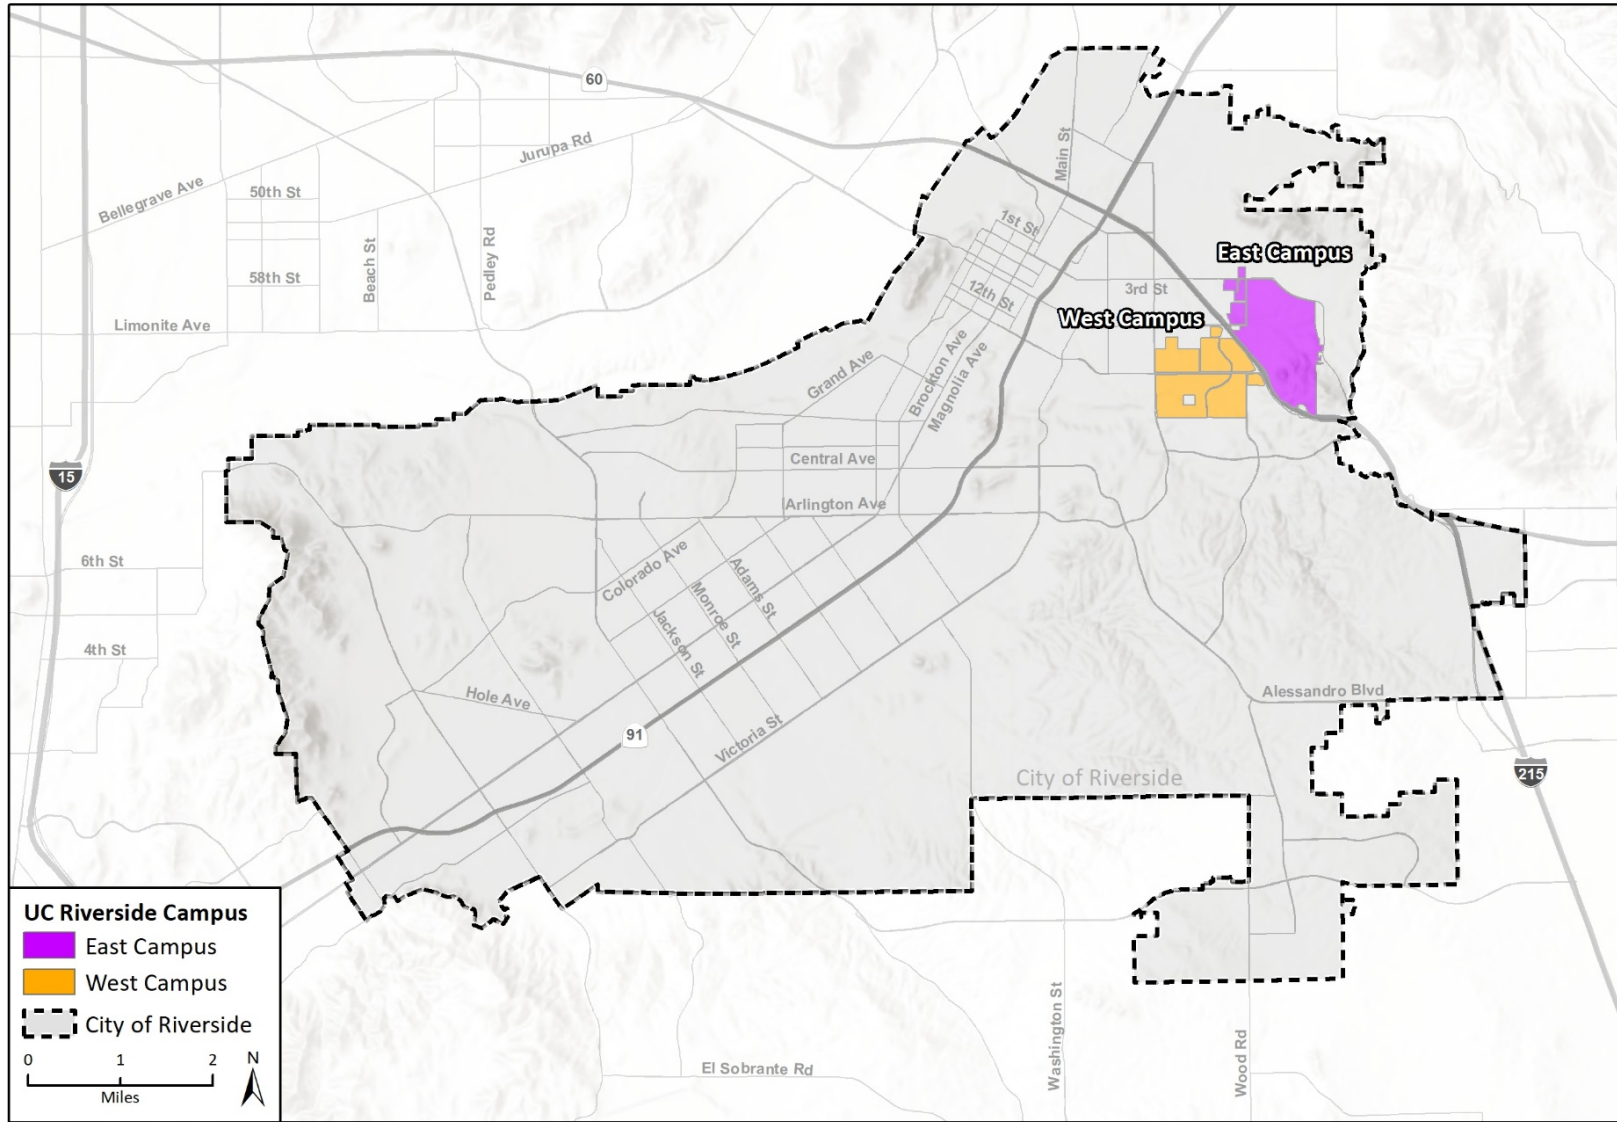 60
Main St
Jurupa Rd
Bellegrave Ave
50th St
1st St
Beach St
Pedley Rd
East Campus
58th St
12th St
3rd St
West Campus
Limonite Ave
Grand Ave
Brockton Ave
Magnolia Ave
Central Ave
15
Arlington Ave
6th St
Colorado Ave
Adams St
Monroe St
Jackson St
4th St
Hole Ave
Alessandro Blvd
91
Victoria St
City of Riverside
215
UC Riverside Campus
East Campus
West Campus
City of Riverside
0 1 2
Miles
N
Washington St
Wood Rd
El Sobrante Rd